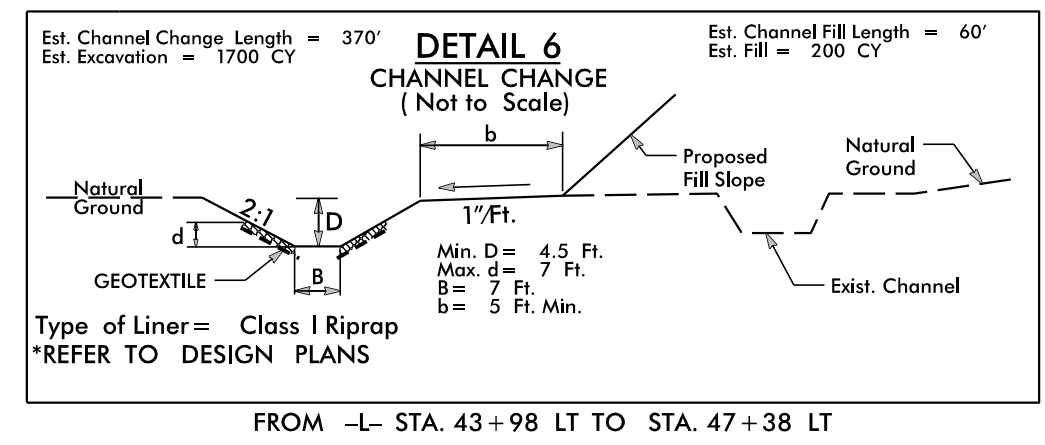 Est. Channel Change Length = 370'
Est. Excavation = 1700 CY
DETAIL 6
CHANNEL CHANGE
( Not to Scale)
Est. Channel Fill Length = 60'
Est. Fill = 200 CY
b
Natural
Ground
2:1
D
d
1"/Ft.
Proposed
Fill Slope
Natural
Ground
GEOTEXTILE
B
Min. D = 4.5 Ft.
Max. d = 7 Ft.
B = 7 Ft.
b = 5 Ft. Min.
Exist. Channel
Type of Liner = Class I Riprap
*REFER TO DESIGN PLANS
FROM -L- STA. 43+98 LT TO STA. 47+38 LT